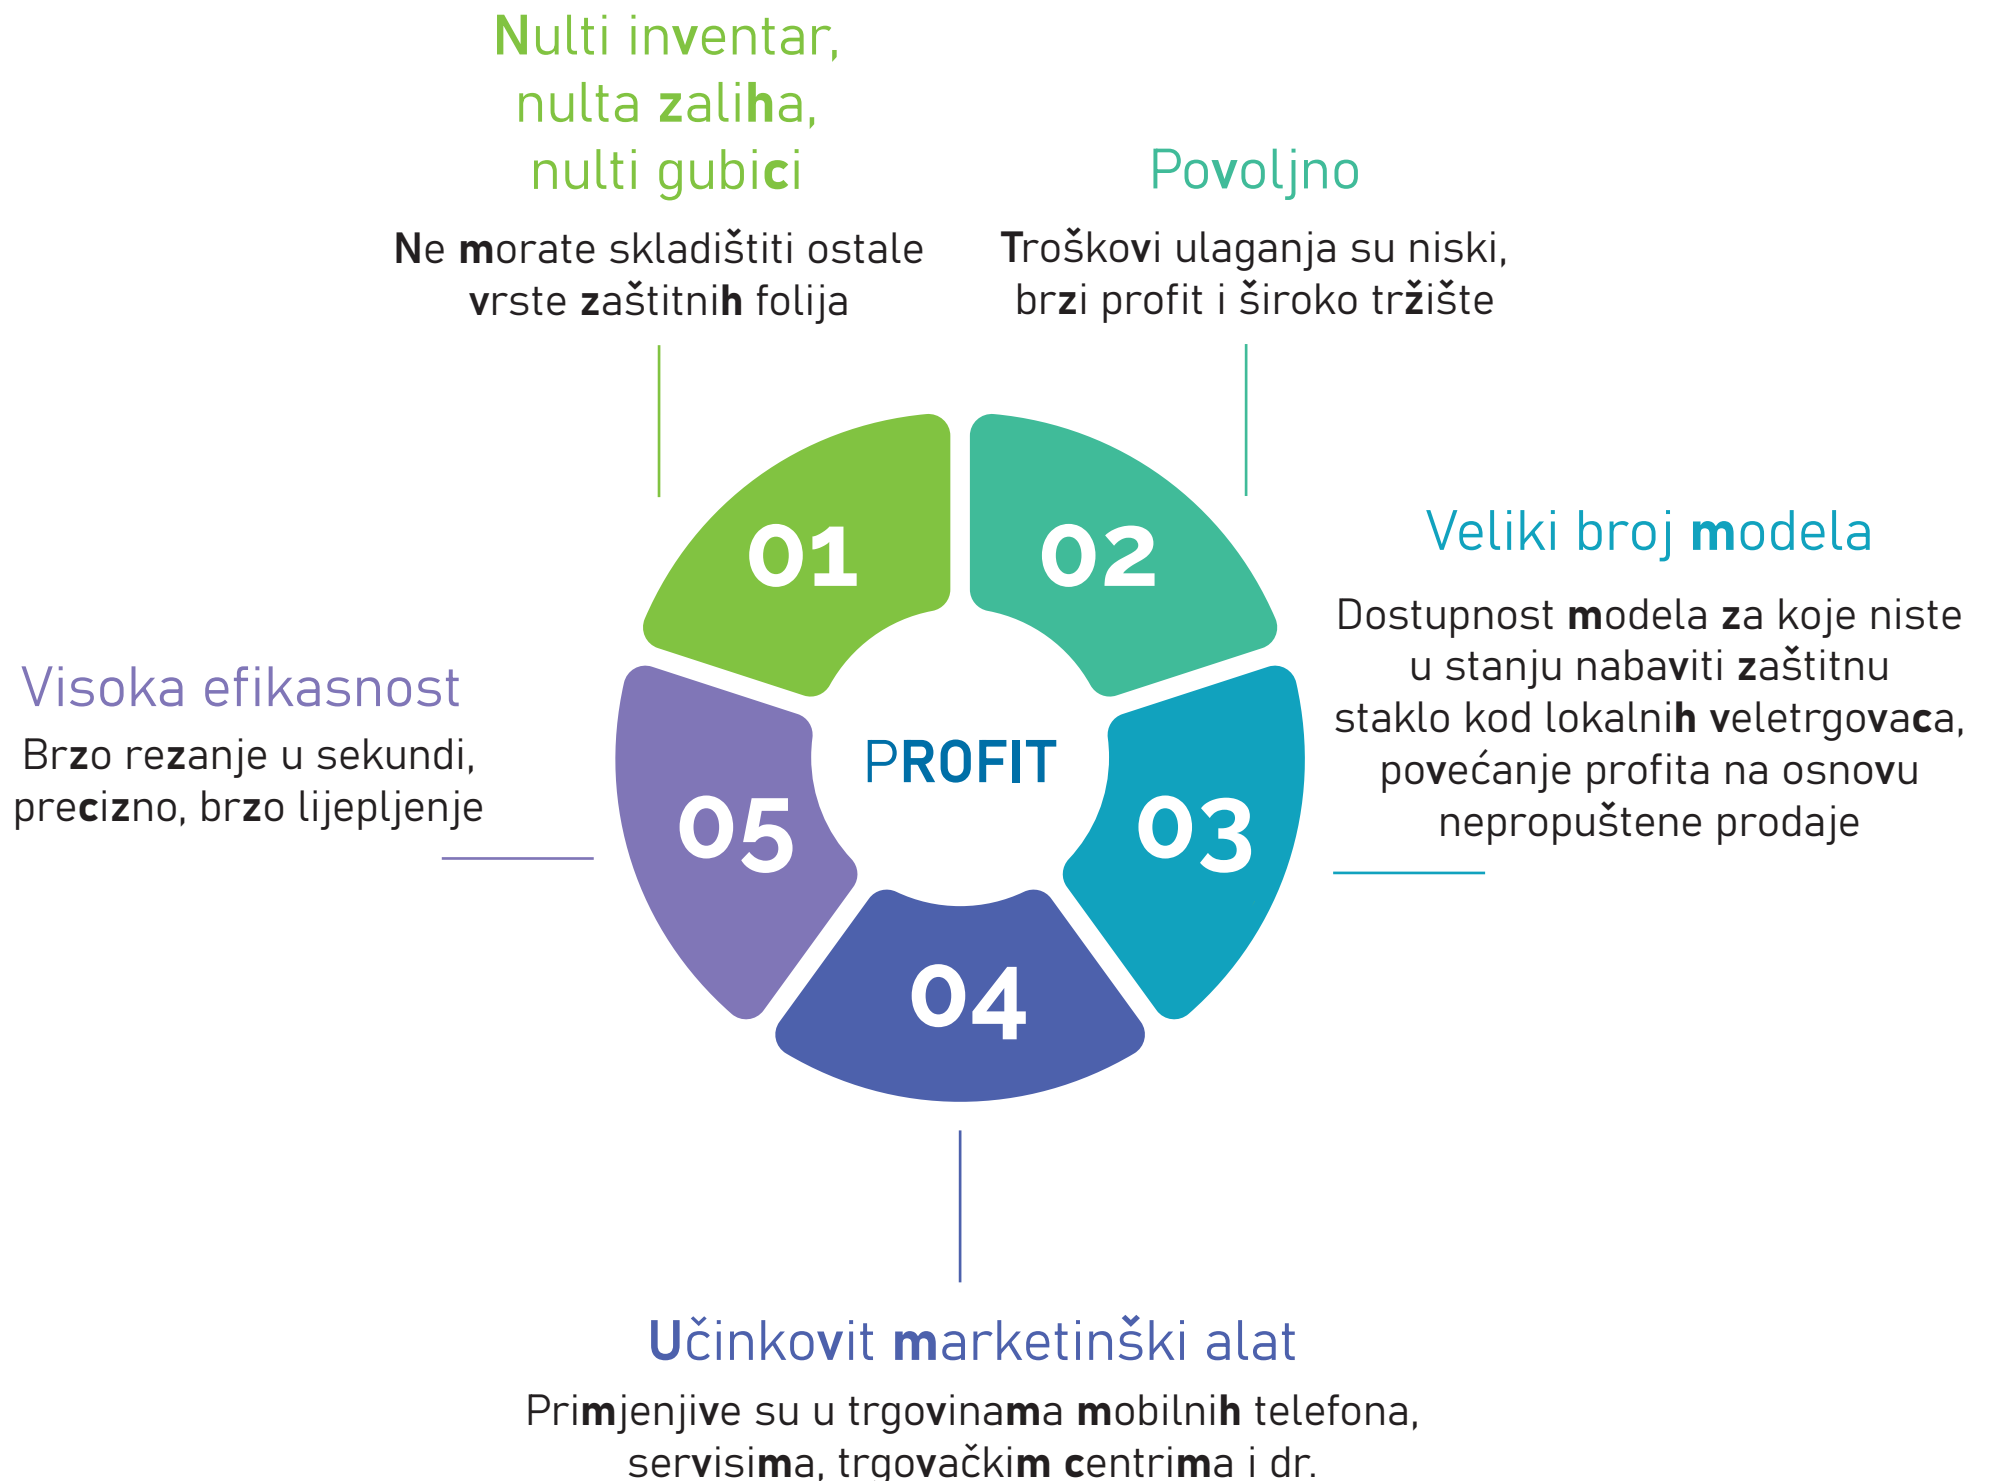 Nulti inventar,
nulta zaliha,
nulti gubici
Ne morate skladištiti ostale
vrste zaštitnih folija
Povoljno
Troškovi ulaganja su niski,
brzi profit i široko tržište
01
02
Veliki broj modela
Dostupnost modela za koje niste
u stanju nabaviti zaštitnu
staklo kod lokalnih veletrgovaca,
povećanje profita na osnovu
nepropuštene prodaje
03
Visoka efikasnost
Brzo rezanje u sekundi,
precizno, brzo lijepljenje
05
PROFIT
04
Učinkovit marketinški alat
Primjenjive su u trgovinama mobilnih telefona,
servisima, trgovačkim centrima i dr.